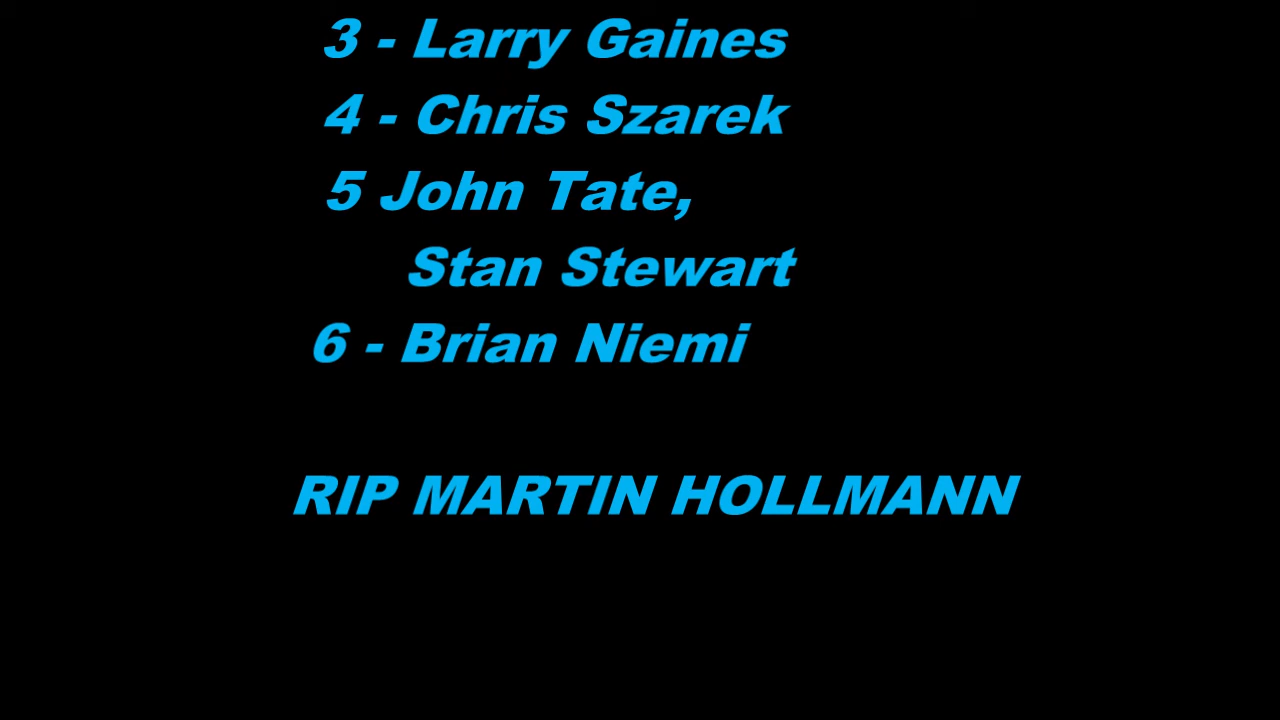 3 - Larry Gaines
4 - Chris Szarek
5 John Tate,
Stan Stewart
6 - Brian Niemi
RIP MARTIN HOLLMANN